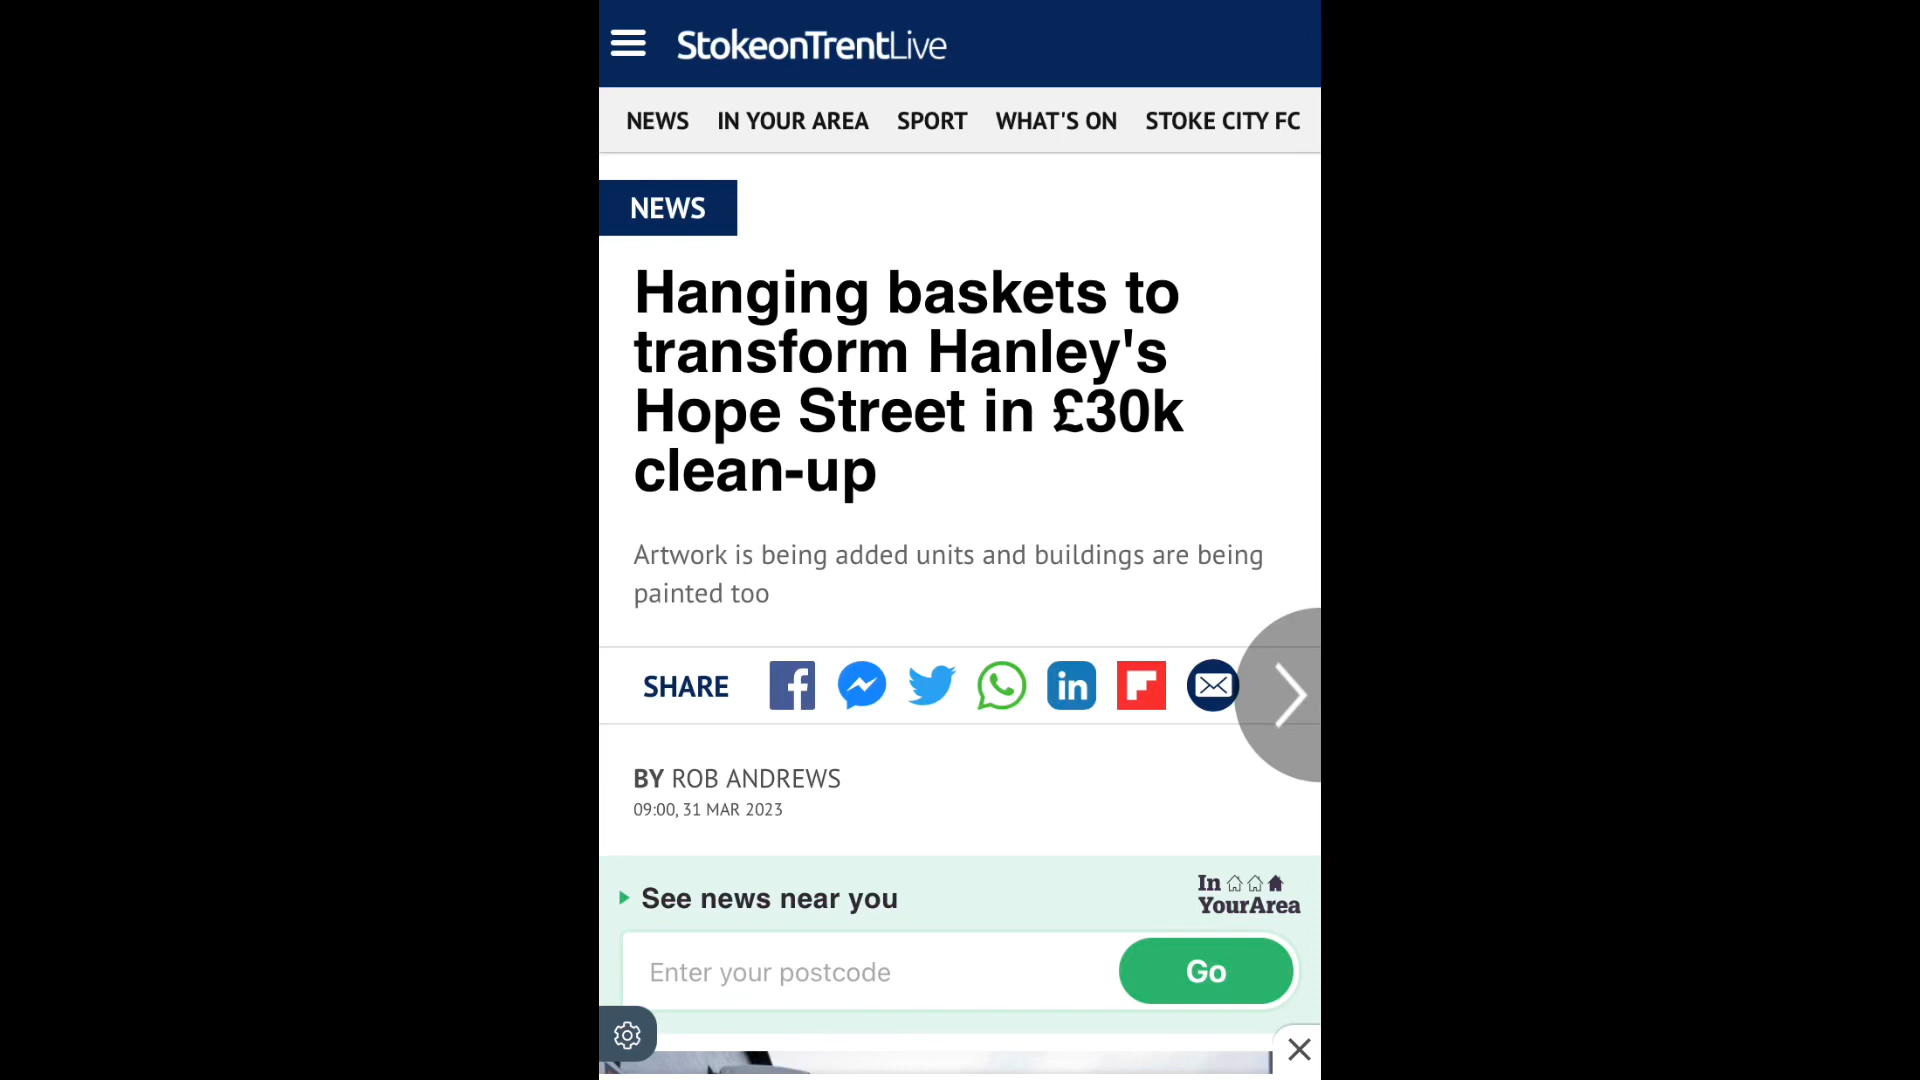 StokeonTrentLive
NEWS IN YOUR AREA SPORT WHAT'S ON STOKE CITY FC
NEWS
Hanging baskets to
transform Hanley's
Hope Street in £30k
clean-up
Artwork is being added units and buildings are being
painted too
SHARE
BY ROB ANDREWS
09:00, 31 MAR 2023
See news near you
In
YourArea
Enter your postcode
Go